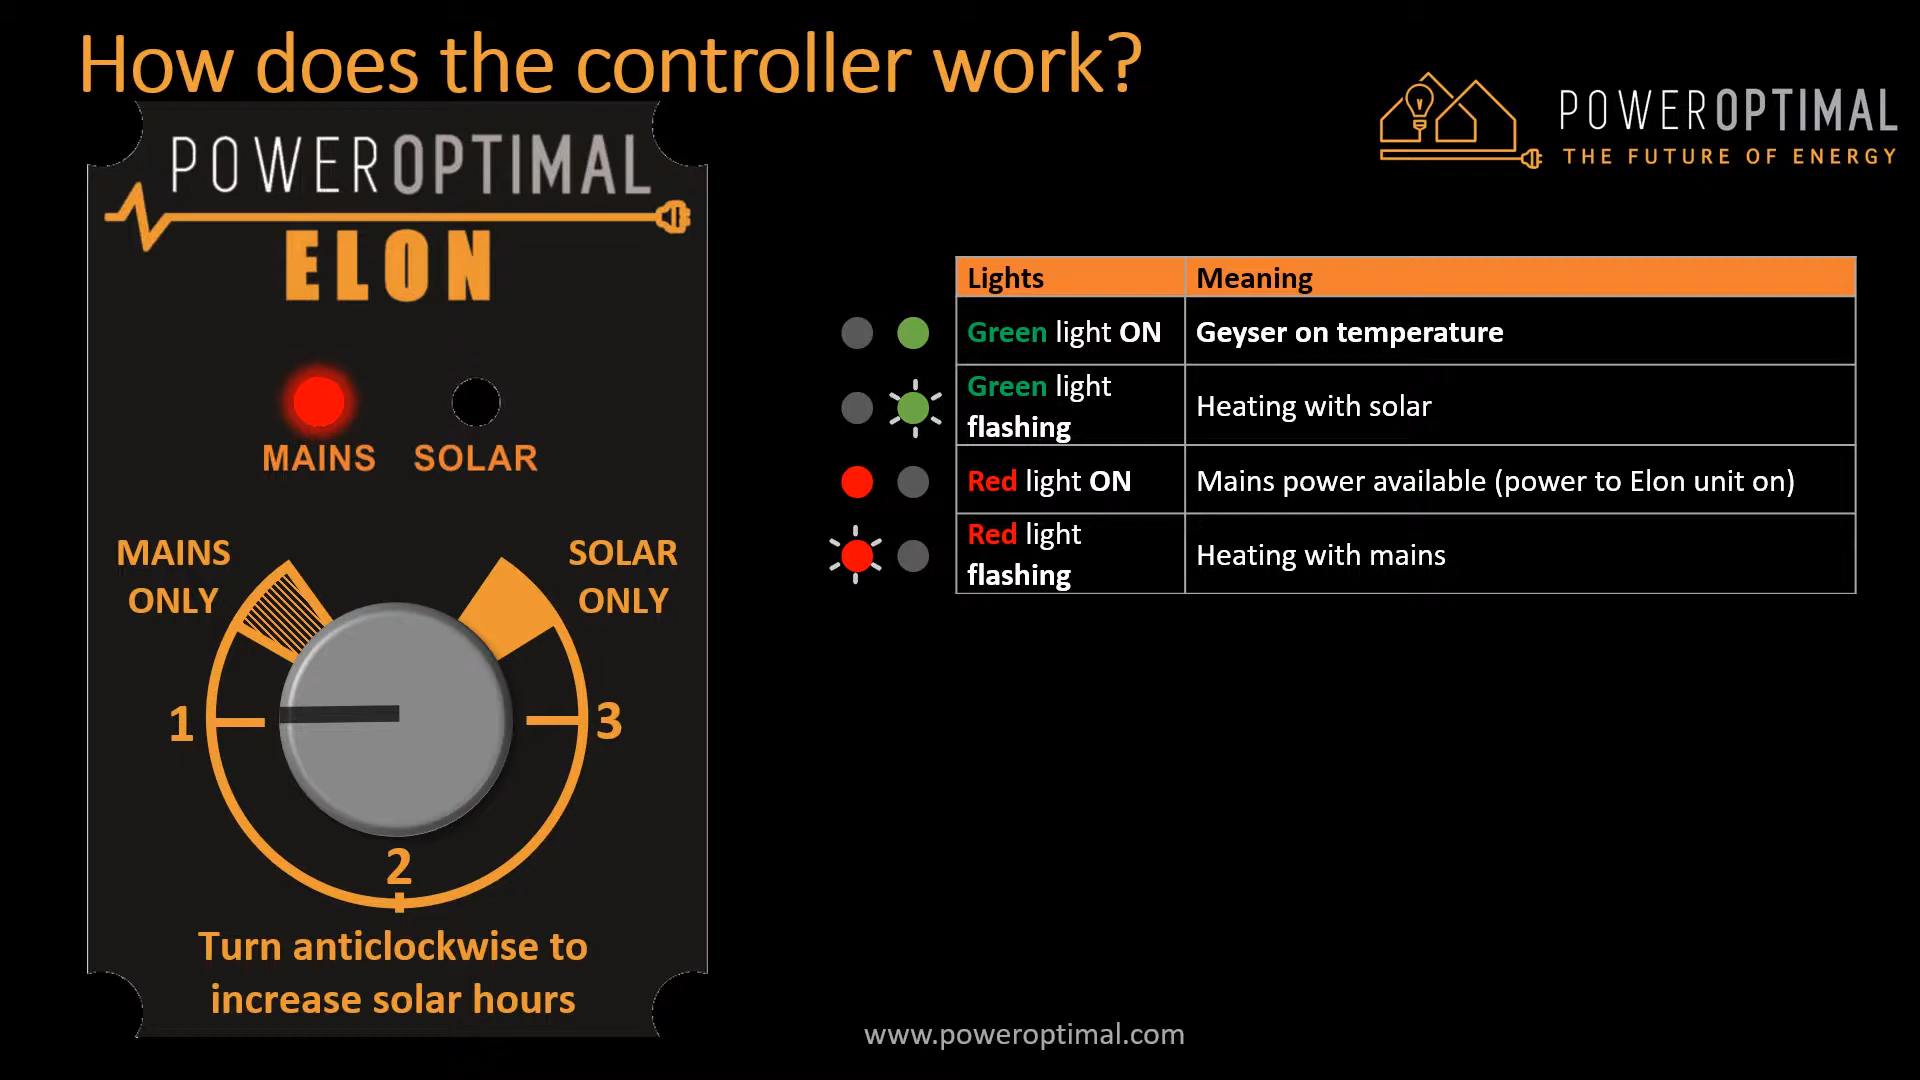 How does the controller work?
POWEROPTIMAL
THE FUTURE OF ENERGY
POWEROPTIMAL
ELON
MAINS SOLAR
MAINS
ONLY
SOLAR
ONLY
1
3
2
Turn anticlockwise to
increase solar hours
Lights Meaning
Green light ON Geyser on temperature
Green light
flashing
Heating with solar
Red light ON Mains power available (power to Elon unit on)
Red light
flashing
Heating with mains
www.poweroptimal.com